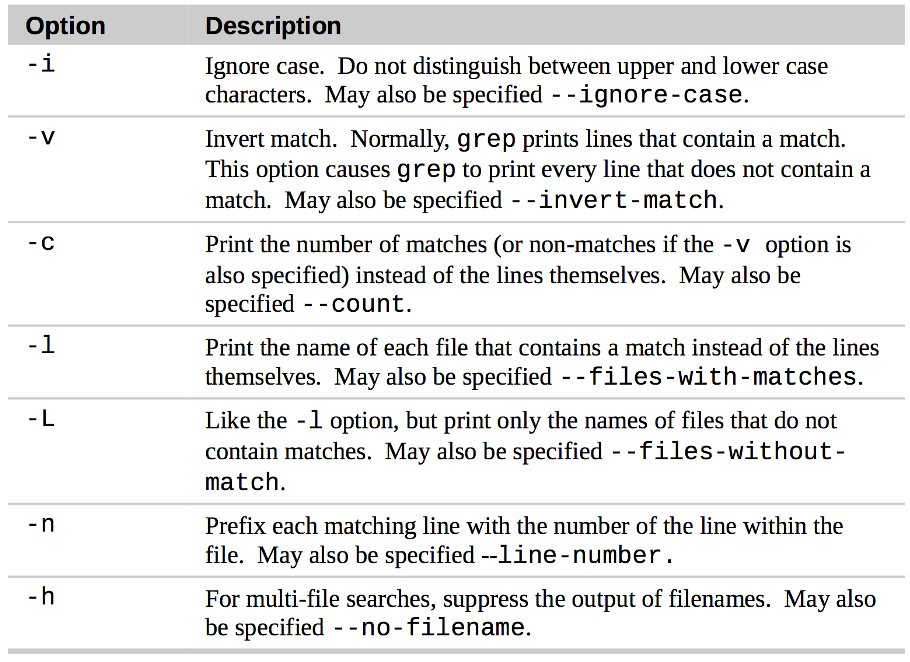 Option Description
-i Ignore case.  Do not distinguish between upper and lower case
characters.  May also be specified --ignore-case.
-v Invert match.  Normally, grep prints lines that contain a match.
This option causes grep to print every line that does not contain a
match.  May also be specified --invert-match.
-c Print the number of matches (or non-matches if the -v option is
also specified) instead of the lines themselves.  May also be
specified --count.
-l Print the name of each file that contains a match instead of the lines
themselves.  May also be specified --files-with-matches.
-L Like the -l option, but print only the names of files that do not
contain matches.  May also be specified --files-without-
match.
-n Prefix each matching line with the number of the line within the
file.  May also be specified --line-number.
-h For multi-file searches, suppress the output of filenames.  May also
be specified --no-filename.